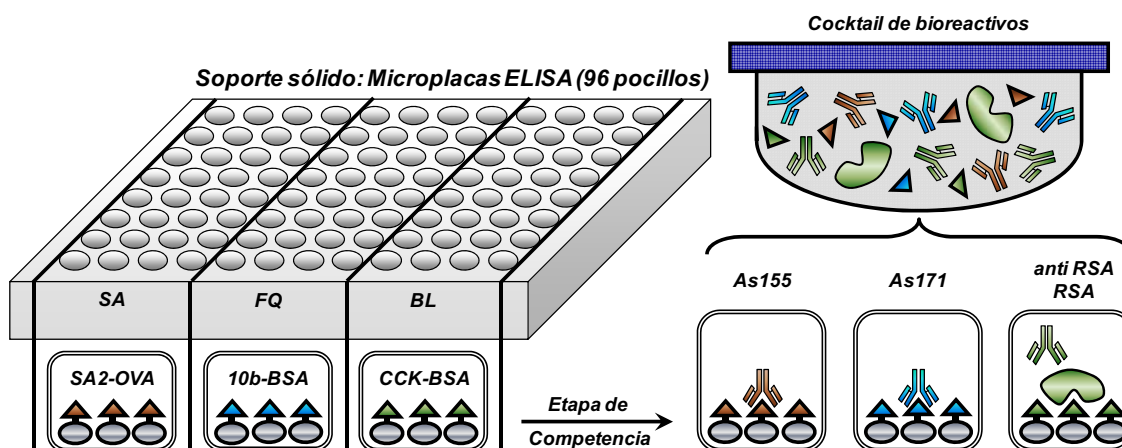 Cocktail de bioreactivos
Soporte sólido: Microplacas ELISA (96 pocillos)
SA
FQ
BL
As155
As171
anti RSA
RSA
SA2-OVA
10b-BSA
CCK-BSA
Etapa de
Competencia